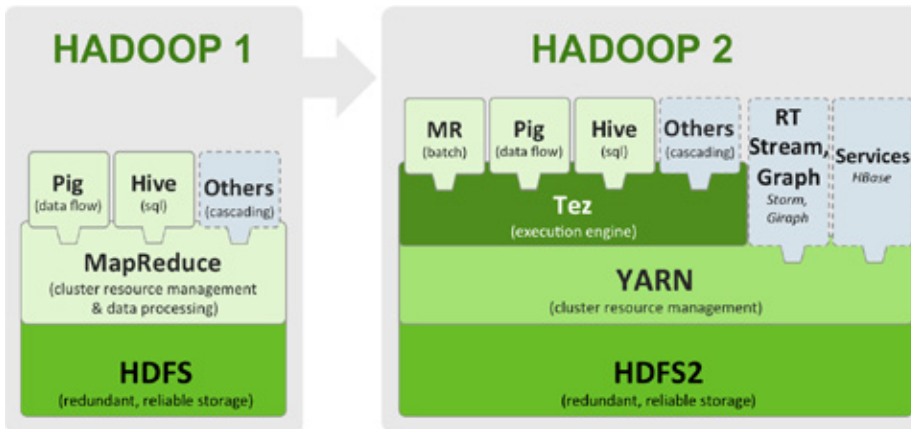 HADOOP 1
Pig
(data flow)
Hive
(sql)
Others
(cascading)
MapReduce
(cluster resource management
& data processing)
HDFS
(redundant, reliable storage)
HADOOP 2
MR
(batch)
Pig
(data flow)
Hive
(sql)
Others
(cascading)
RT
Stream,
Graph
Storm,
Giraph
Services
HBase
Tez
(execution engine)
YARN
(cluster resource management)
HDFS2
(redundant, reliable storage)